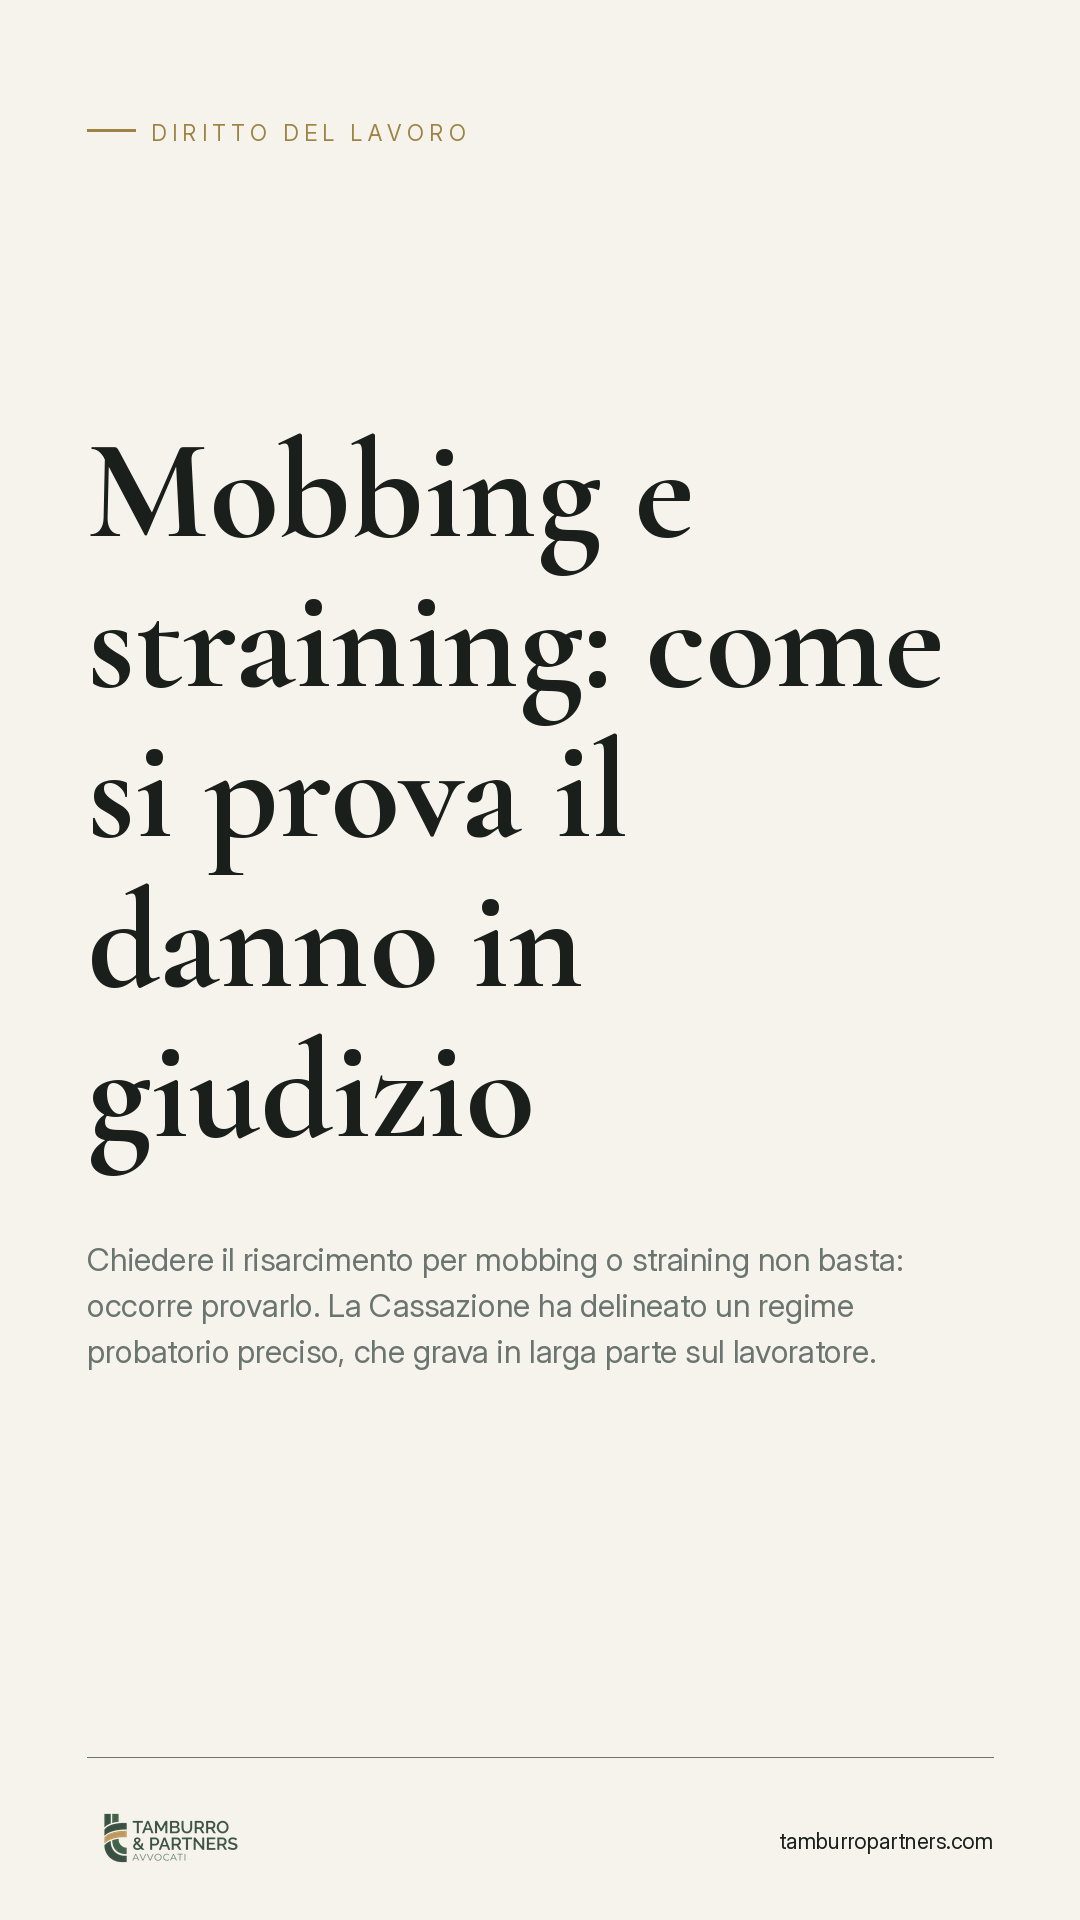 DIRITTO DEL LAVORO
Mobbing e
straining: come
si prova il
danno in
giudizio
Chiedere il risarcimento per mobbing o straining non basta:
occorre provarlo. La Cassazione ha delineato un regime
probatorio preciso, che grava in larga parte sul lavoratore.
TAMBURRO
& PARTNERS
AVVOCATI
tamburropartners.com